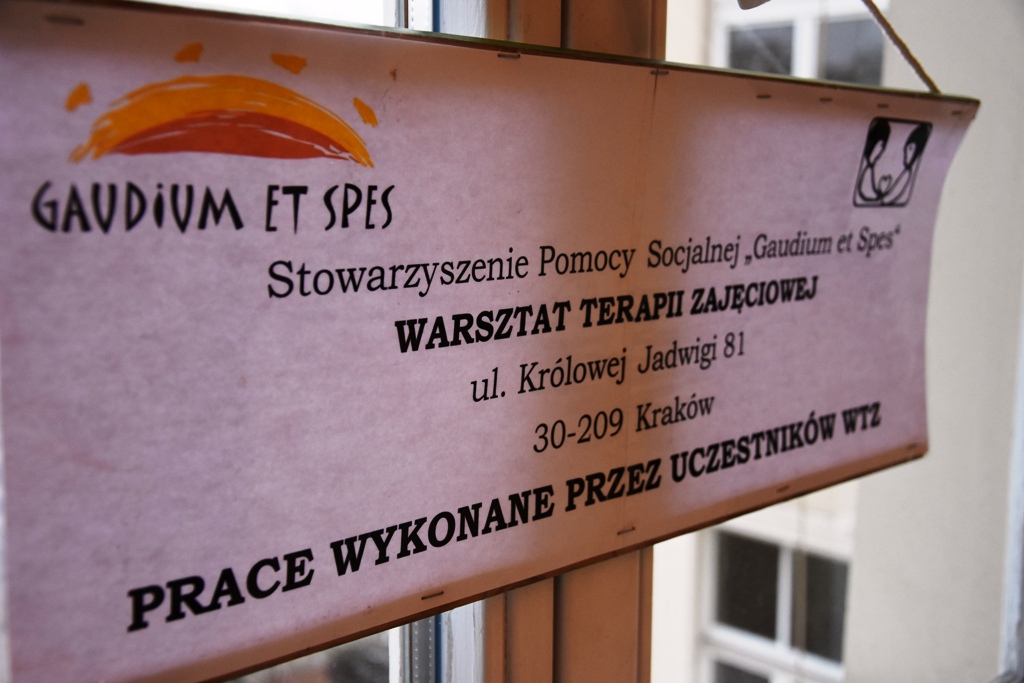 GAUDiUM ET SPES
Stowarzyszenie Pomocy Socjalnej „Gaudium et Spes“
WARSZTAT TERAPII ZAJĘCIOWEJ
ul. Królowej Jadwigi 81
30-209 Kraków
PRACE WYKONANE PRZEZ UCZESTNIKÓW WTZ